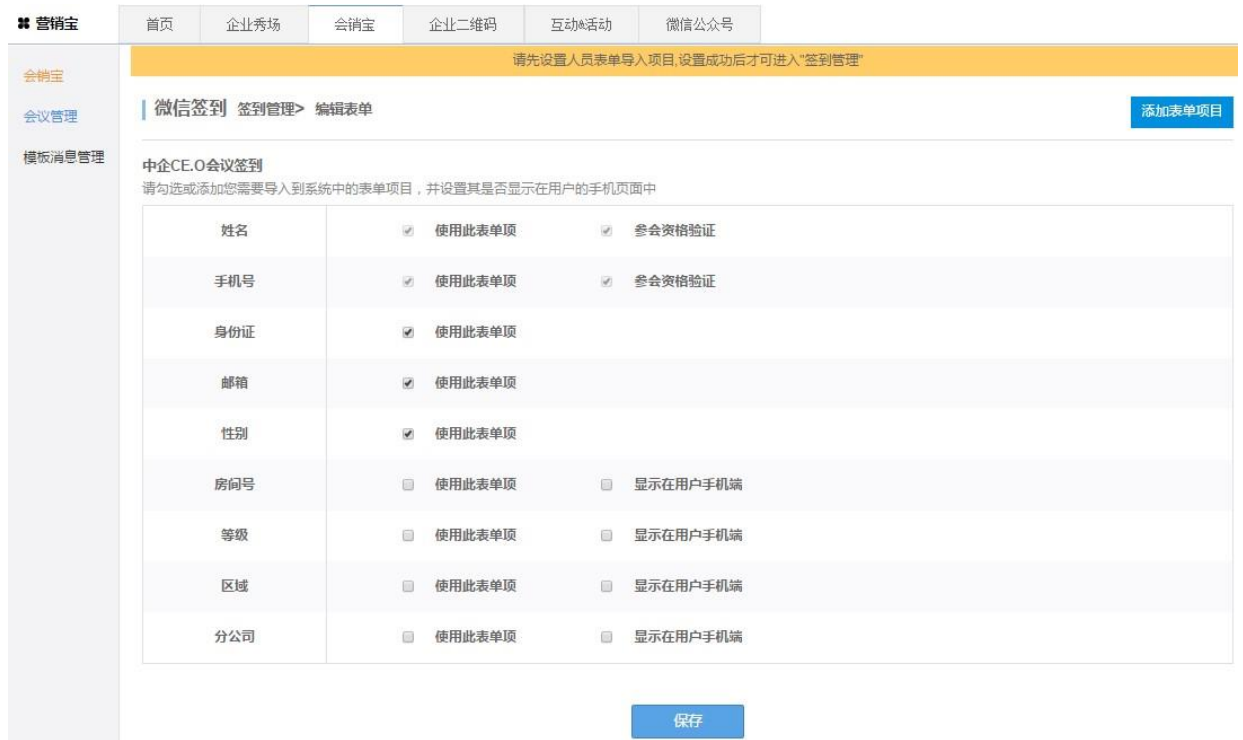 营销宝 首页 企业秀场 会销宝 企业二维码 互动&活动 微信公众号
请先设置人员表单导入项目,设置成功后才可进入"签到管理"
会销宝
会议管理
模板消息管理
微信签到 签到管理> 编辑表单 添加表单项目
中企CE.O会议签到
请勾选或添加您需要导入到系统中的表单项目，并设置其是否显示在用户的手机页面中
姓名 使用此表单项 参会资格验证
手机号 使用此表单项 参会资格验证
身份证 使用此表单项
邮箱 使用此表单项
性别 使用此表单项
房间号 使用此表单项 显示在用户手机端
等级 使用此表单项 显示在用户手机端
区域 使用此表单项 显示在用户手机端
分公司 使用此表单项 显示在用户手机端
保存